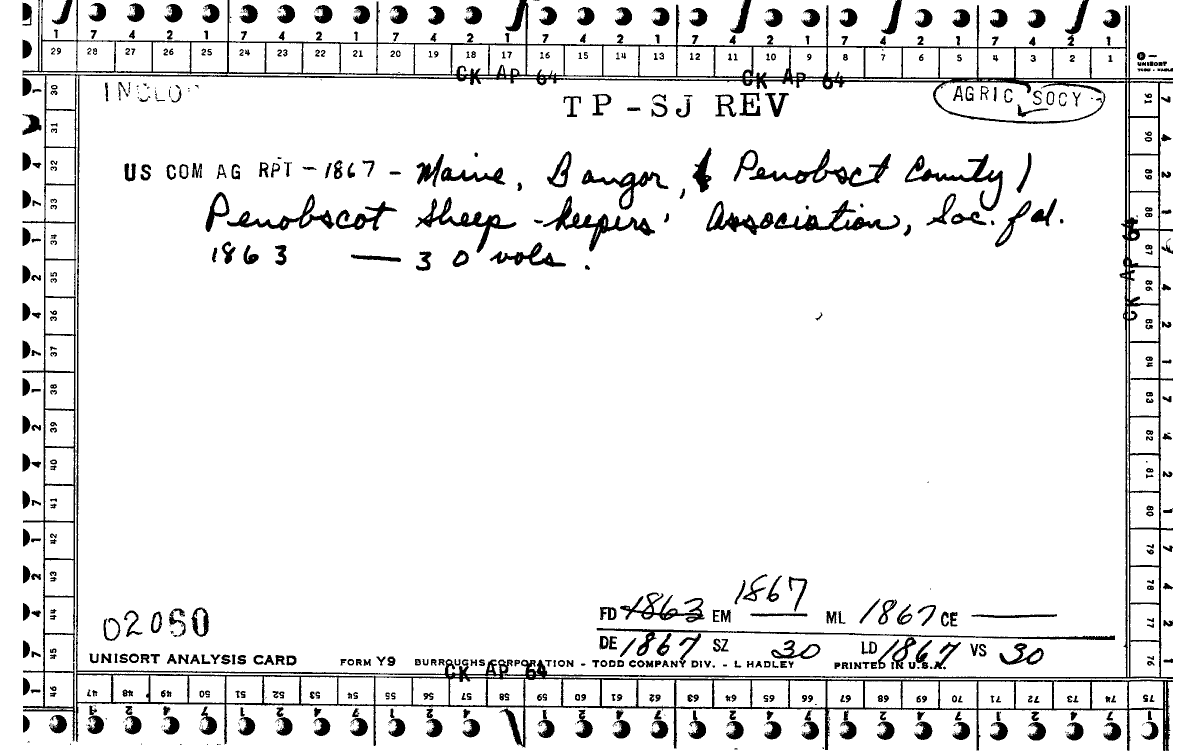 1 7 4 2 1 7 4 2 1 7 4 2 1 7 4 2 1 7 4 2 1 7 4 2 1 7 4 2 1
29 28 27 26 25 24 23 22 21 20 19 18 17 16 15 14 13 12 11 10 9 8 7 6 5 4 3 2 1
UNISORT
CK AP 64 CK AP 64
INCLO
TP-SJ REV
AGRIC SOCY
US COM AG RPT - 1867 - Maine, Bangor, Penobsct County)
Penobscot Sheep-keepers' Association, Soc. fd.
1863 — 30 vols.
CK AP 64
30 31 32 33 34 35 36 37 38 39 40 41 42 43 44 45 46
91 90 89 88 87 86 85 84 83 82 81 80 79 78 77 76
02060
1867
FD 1863 EM ML 1867 CE
DE 1867 SZ 30 LD 1867 VS 30
UNISORT ANALYSIS CARD FORM Y9 BURROUGHS CORPORATION - TODD COMPANY DIV. - L HADLEY PRINTED IN U.S.A.
CK AP 64
47 48 49 50 51 52 53 54 55 56 57 58 59 60 61 62 63 64 65 66 67 68 69 70 71 72 73 74 75